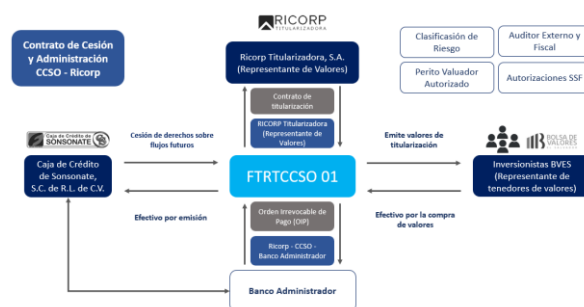 RICORP
TITULARIZADORA
Contrato de Cesión
y Administración
CCSO - Ricorp
Ricorp Titularizadora, S.A.
(Representante de Valores)
Clasificación de
Riesgo
Auditor Externo y
Fiscal
Perito Valuador
Autorizado
Autorizaciones SSF
Contrato de
titularización
RICORP Titularizadora
(Representante de
Valores)
Caja de Crédito de
SONSONATE
Cesión de derechos sobre
flujos futuros
Emite valores de
titularización
BOLSA DE
VALORES
Caja de Crédito
de Sonsonate,
S.C. de R.L. de C.V.
FTRTCCSO 01
Inversionistas BVES
(Representante de
tenedores de valores)
Efectivo por emisión
Orden Irrevocable de
Pago (OIP)
Efectivo por la compra
de valores
Ricorp - CCSO -
Banco Administrador
Banco Administrador